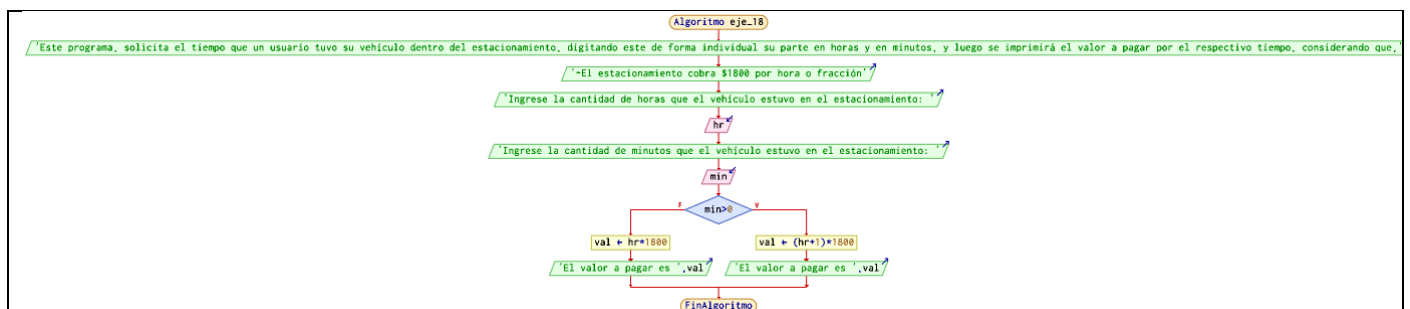 Algoritmo eje_18
'Este programa, solicita el tiempo que un usuario tuvo su vehículo dentro del estacionamiento, digitando este de forma individual su parte en horas y en minutos, y luego se imprimirá el valor a pagar por el respectivo tiempo, considerando que,'
'-El estacionamiento cobra $1800 por hora o fracción'
'Ingrese la cantidad de horas que el vehículo estuvo en el estacionamiento: '
hr
'Ingrese la cantidad de minutos que el vehículo estuvo en el estacionamiento: '
min
F min>0 V
val ← hr*1800 val ← (hr+1)*1800
'El valor a pagar es ',val 'El valor a pagar es ',val
FinAlgoritmo